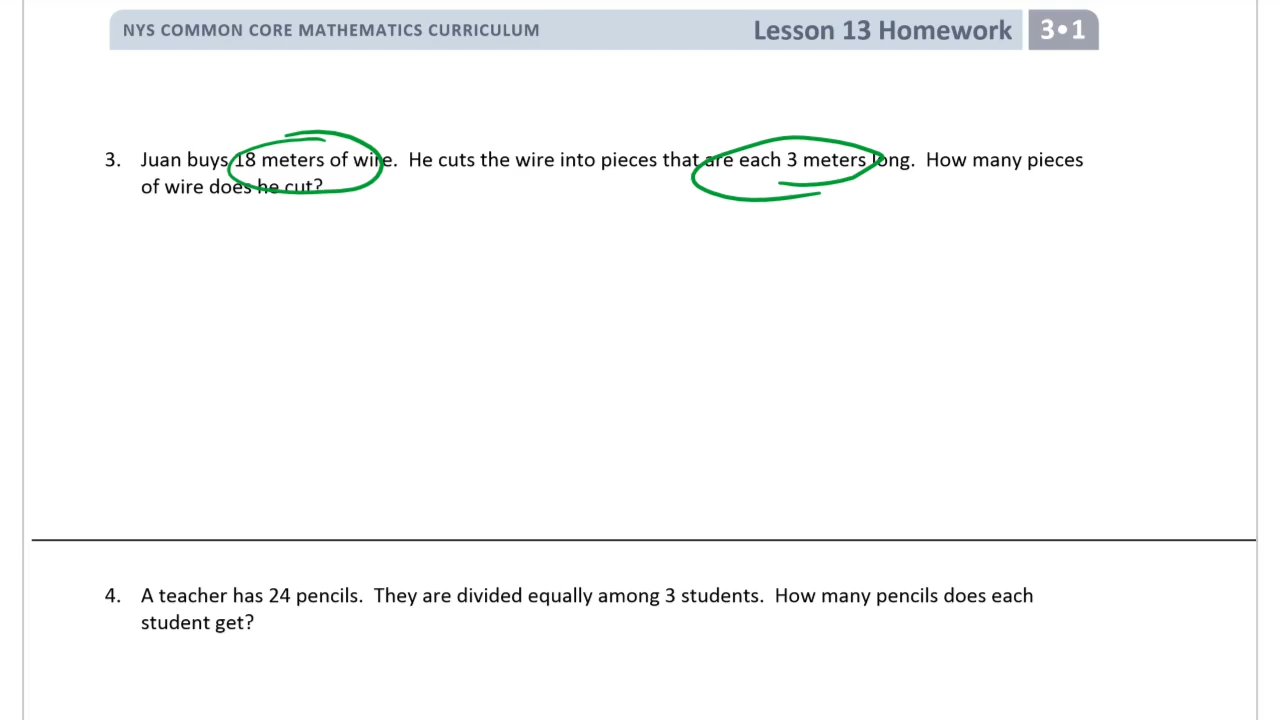 NYS COMMON CORE MATHEMATICS CURRICULUM Lesson 13 Homework 3•1
3. Juan buys 18 meters of wire. He cuts the wire into pieces that are each 3 meters long. How many pieces
of wire does he cut?
4. A teacher has 24 pencils. They are divided equally among 3 students. How many pencils does each
student get?